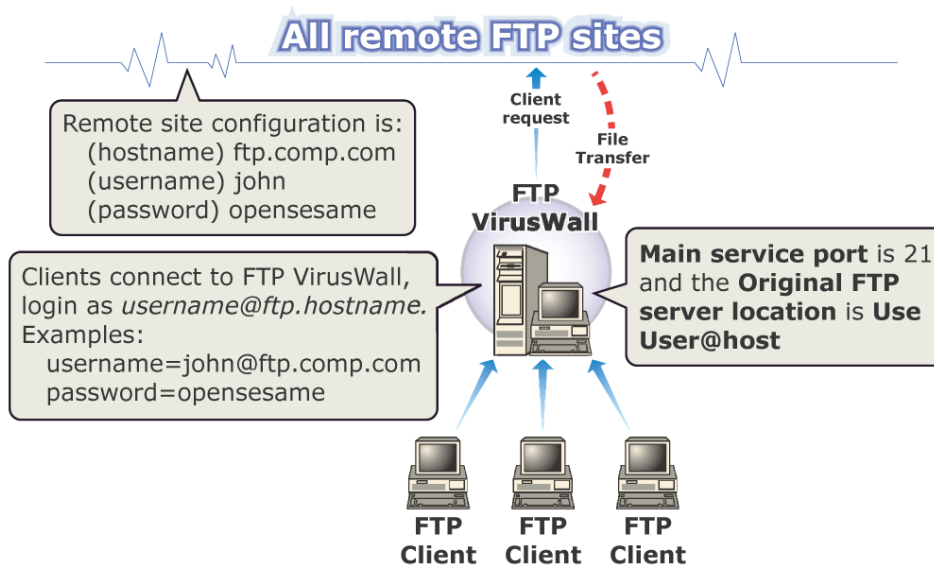 All remote FTP sites
Remote site configuration is:
(hostname) ftp.comp.com
(username) john
(password) opensesame
Client
request
File
Transfer
FTP
VirusWall
Clients connect to FTP VirusWall,
login as username@ftp.hostname.
Examples:
username=john@ftp.comp.com
password=opensesame
Main service port is 21
and the Original FTP
server location is Use
User@host
FTP
Client
FTP
Client
FTP
Client